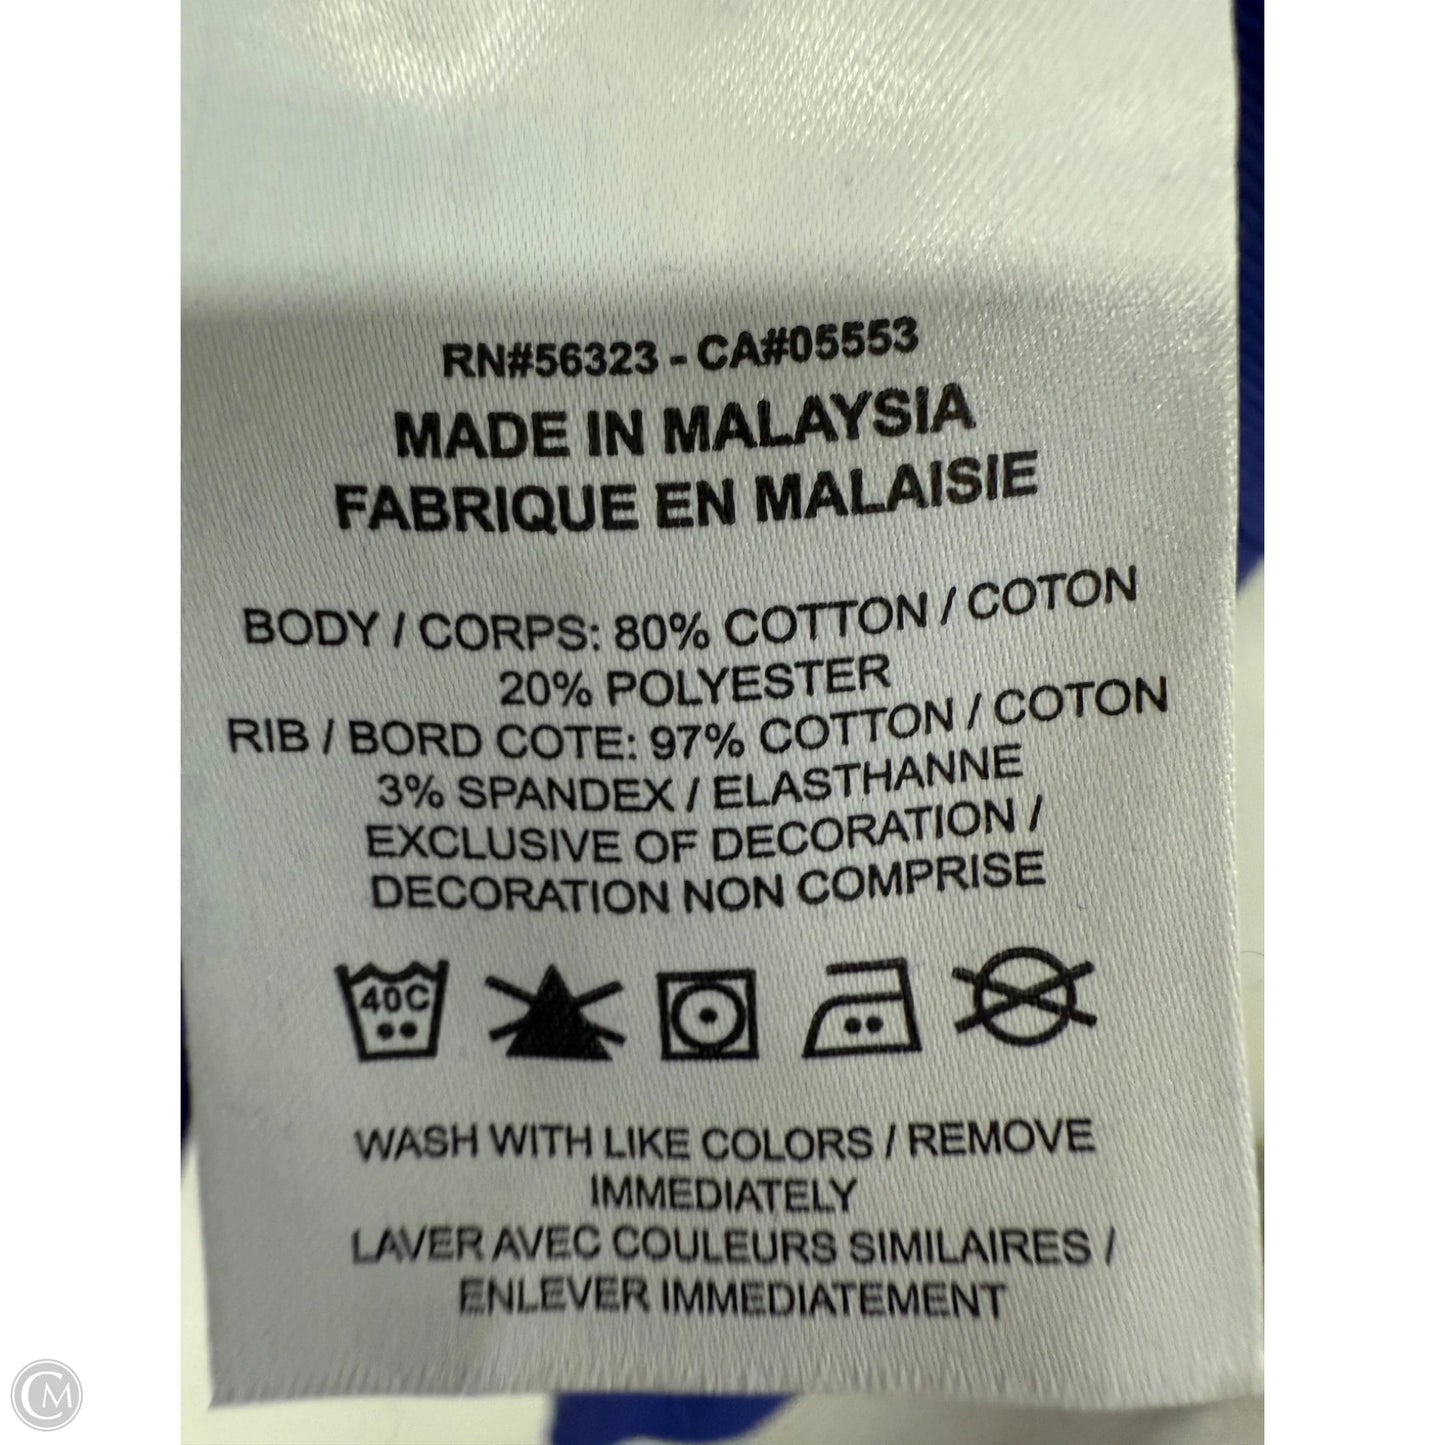 RN#56323 - CA#05553
MADE IN MALAYSIA
FABRIQUE EN MALAISIE
BODY / CORPS: 80% COTTON / COTON
20% POLYESTER
RIB / BORD COTE: 97% COTTON / COTON
3% SPANDEX / ELASTHANNE
EXCLUSIVE OF DECORATION /
DECORATION NON COMPRISE
40C
WASH WITH LIKE COLORS / REMOVE
IMMEDIATELY
LAVER AVEC COULEURS SIMILAIRES /
ENLEVER IMMEDIATEMENT
CM